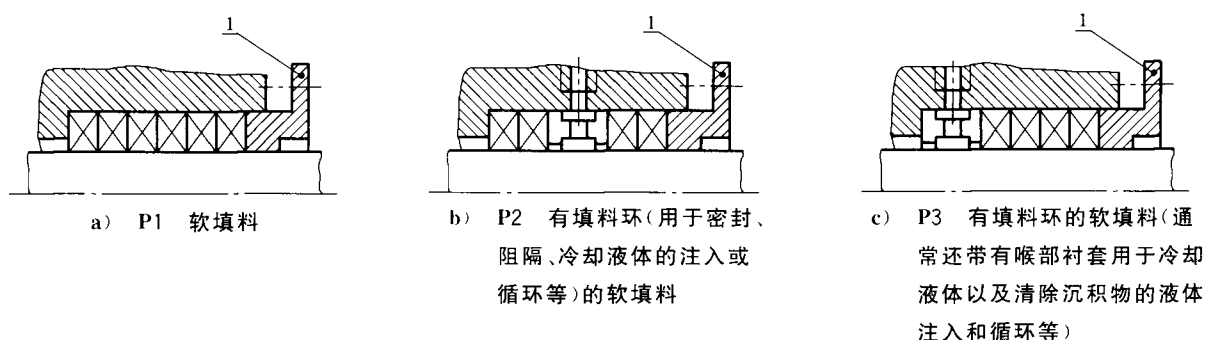 1
1
1
a) P1 软填料
b) P2 有填料环(用于密封、
阻隔、冷却液体的注入或
循环等)的软填料
c) P3 有填料环的软填料(通
常还带有喉部衬套用于冷却
液体以及清除沉积物的液体
注入和循环等)